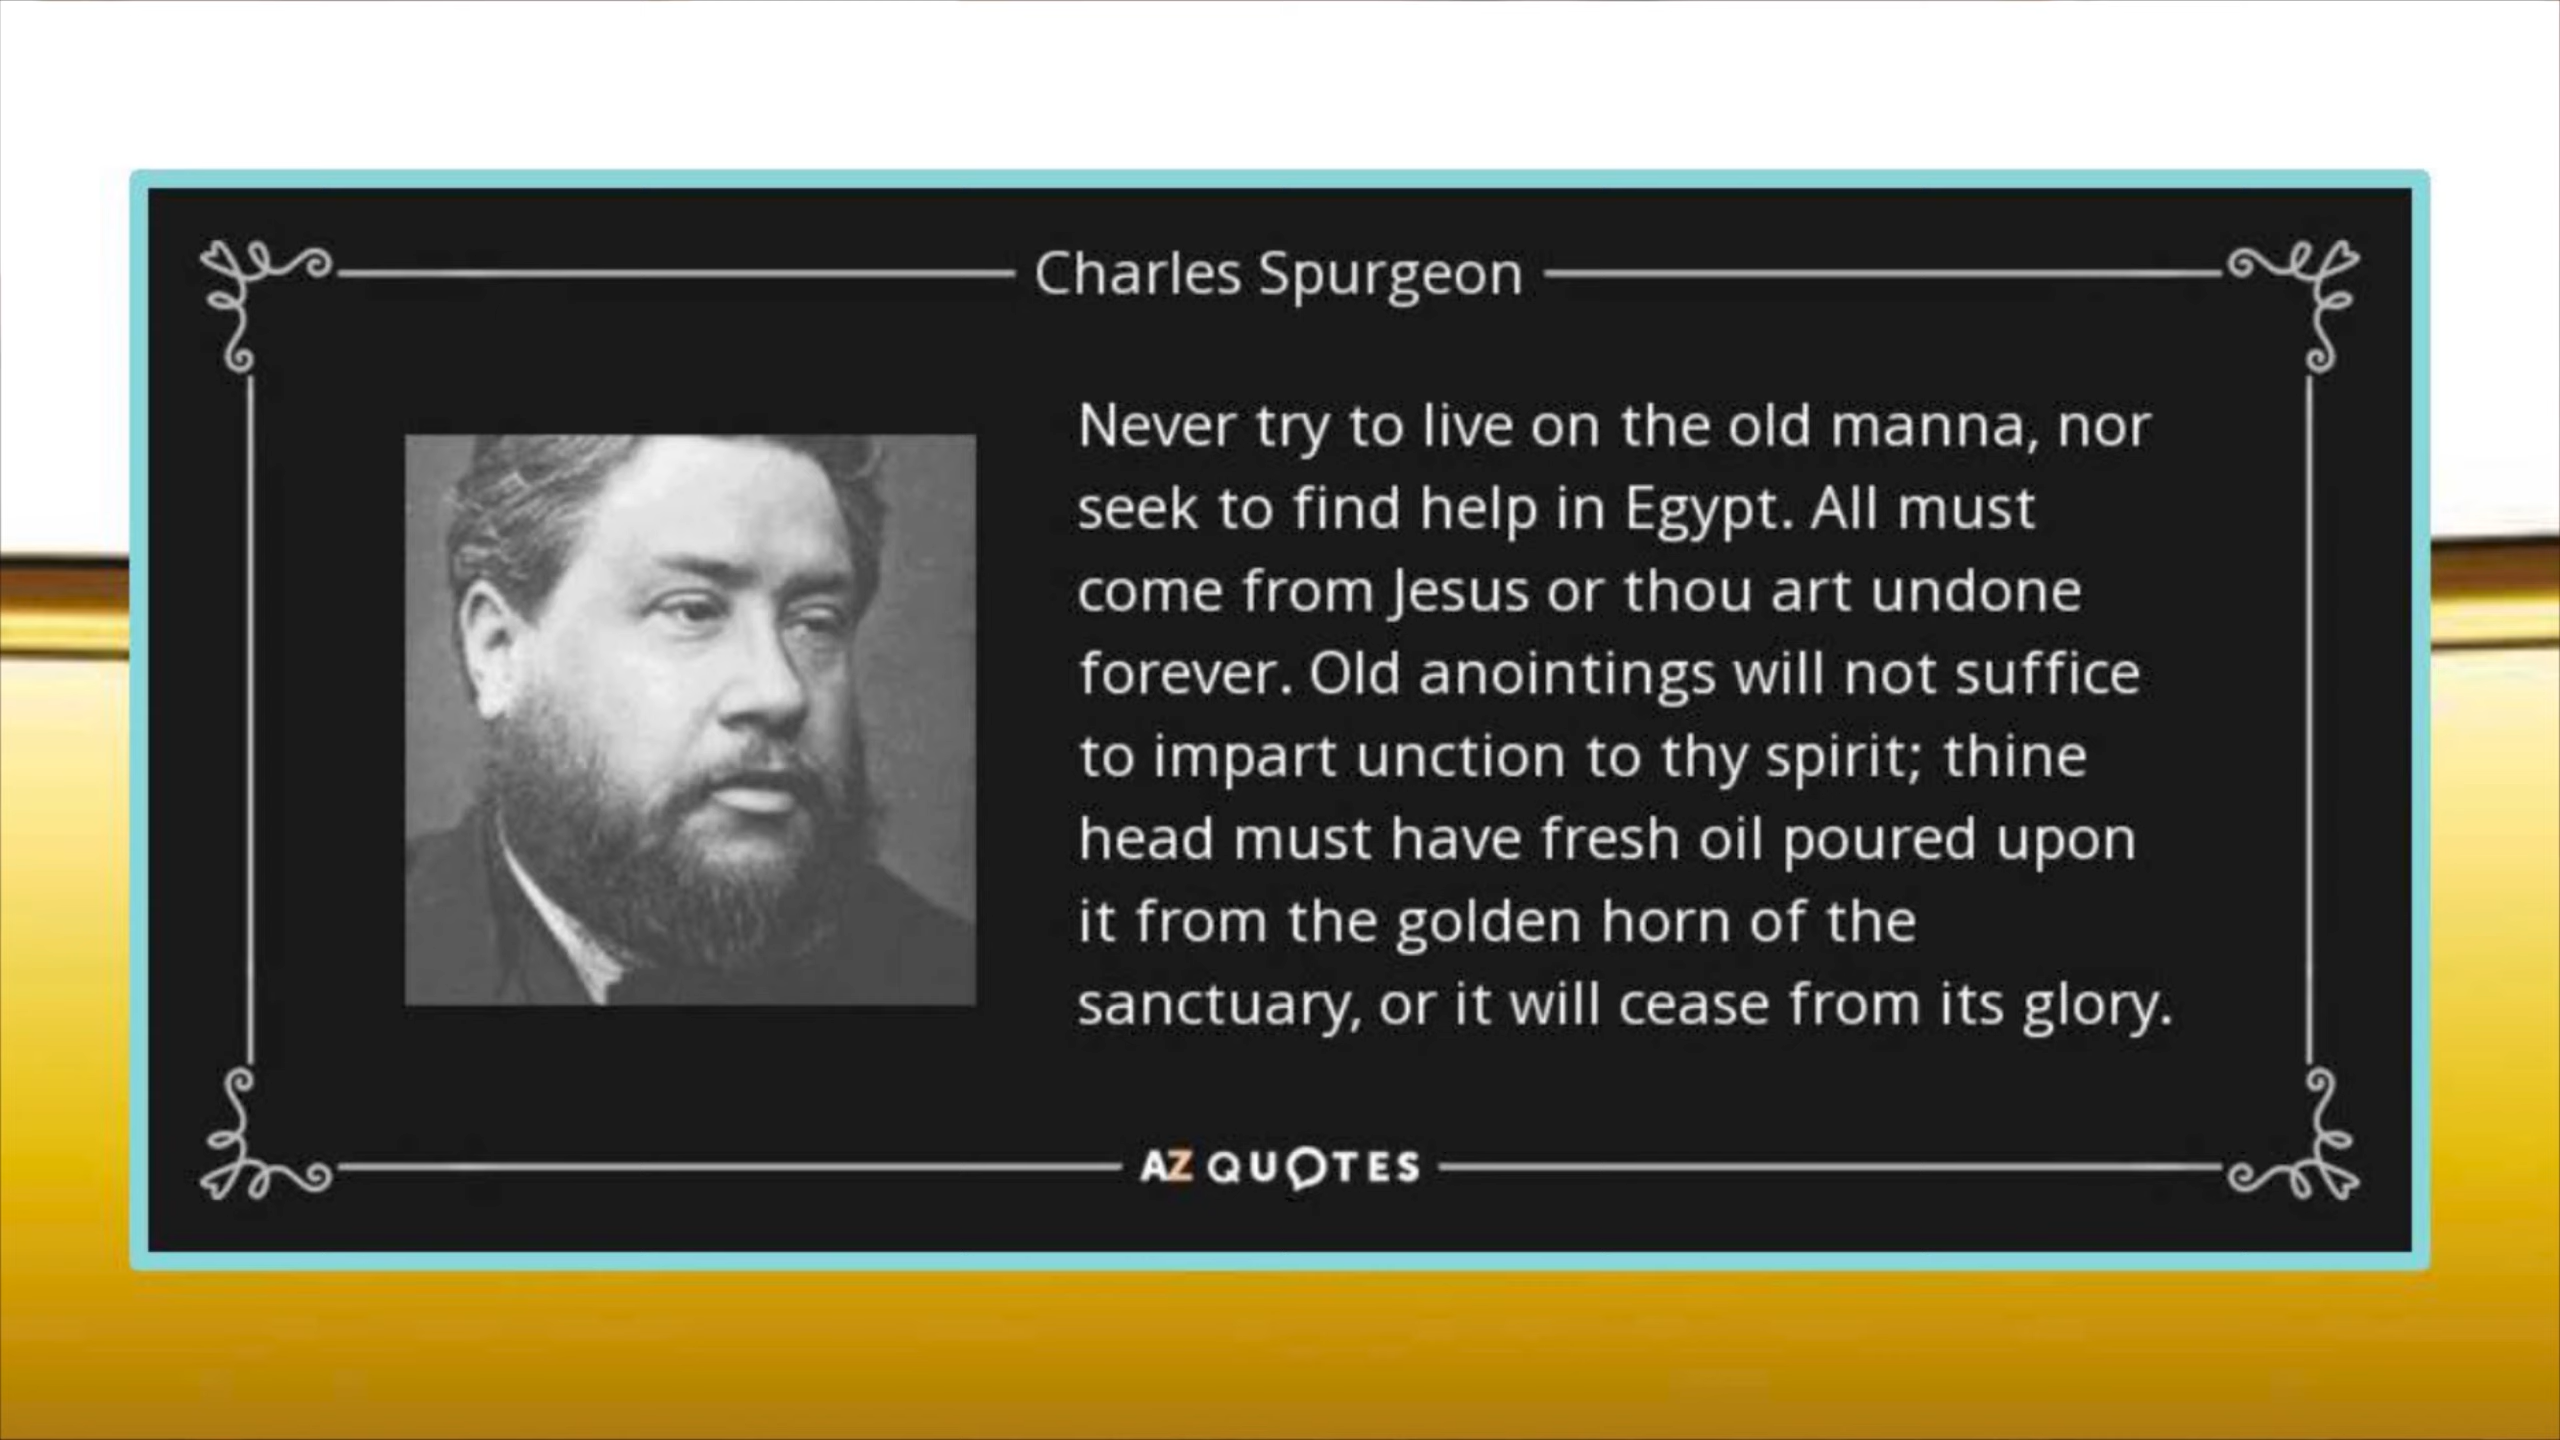 Charles Spurgeon
Never try to live on the old manna, nor
seek to find help in Egypt. All must
come from Jesus or thou art undone
forever. Old anointings will not suffice
to impart unction to thy spirit; thine
head must have fresh oil poured upon
it from the golden horn of the
sanctuary, or it will cease from its glory.
AZ QUOTES